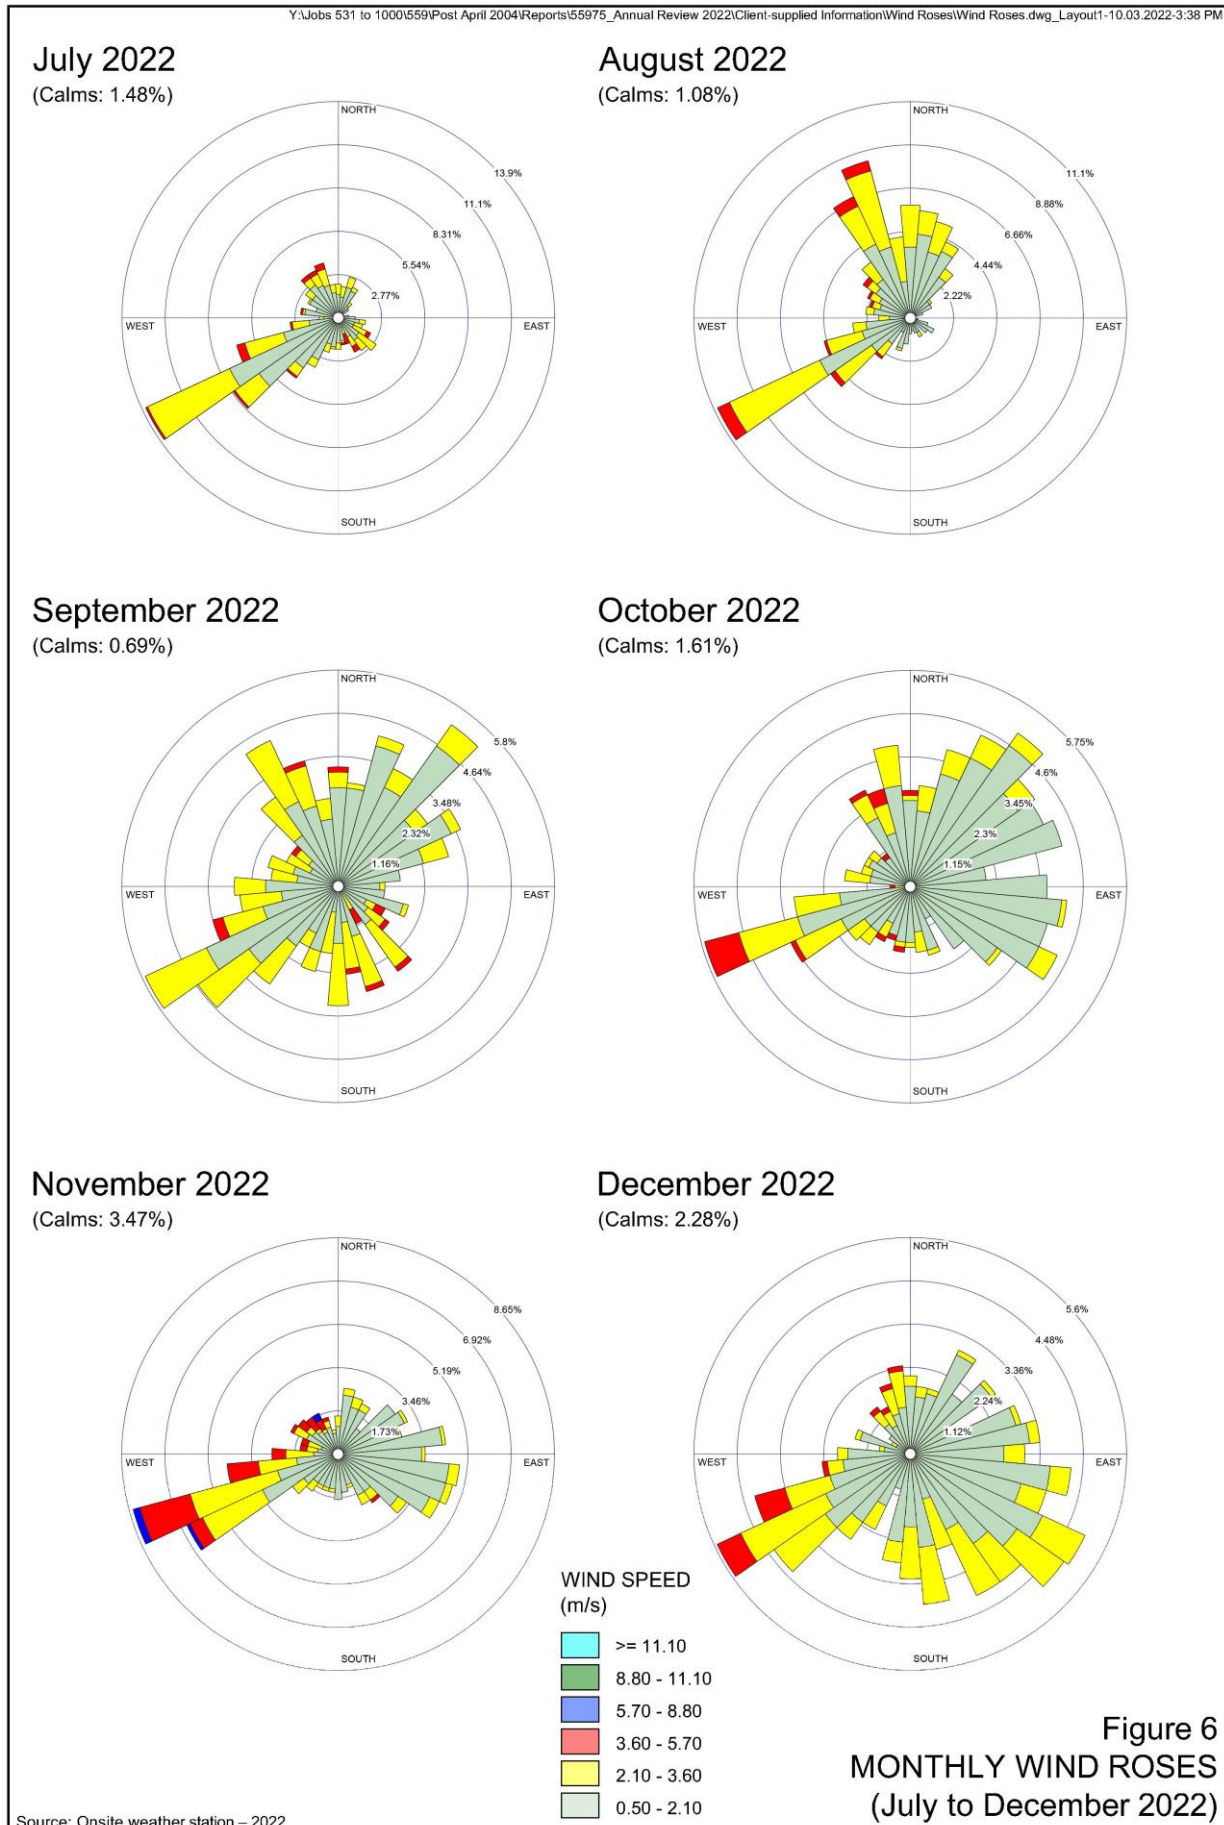 Y:\Jobs 531 to 1000\559\Post April 2004\Reports\55975_Annual Review 2022\Client-supplied Information\Wind Roses\Wind Roses.dwg_Layout1-10.03.2022-3:38 PM
July 2022
(Calms: 1.48%)
NORTH
13.9%
11.1%
8.31%
5.54%
2.77%
WEST
EAST
SOUTH
August 2022
(Calms: 1.08%)
NORTH
11.1%
8.88%
6.66%
4.44%
2.22%
WEST
EAST
SOUTH
September 2022
(Calms: 0.69%)
NORTH
5.8%
4.64%
3.48%
2.32%
1.16%
WEST
EAST
SOUTH
October 2022
(Calms: 1.61%)
NORTH
5.75%
4.6%
3.45%
2.3%
1.15%
WEST
EAST
SOUTH
November 2022
(Calms: 3.47%)
NORTH
8.65%
6.92%
5.19%
3.46%
1.73%
WEST
EAST
SOUTH
December 2022
(Calms: 2.28%)
NORTH
5.6%
4.48%
3.36%
2.24%
1.12%
WEST
EAST
SOUTH
WIND SPEED
(m/s)
>= 11.10
8.80 - 11.10
5.70 - 8.80
3.60 - 5.70
2.10 - 3.60
0.50 - 2.10
Figure 6
MONTHLY WIND ROSES
(July to December 2022)
Source: Onsite weather station – 2022